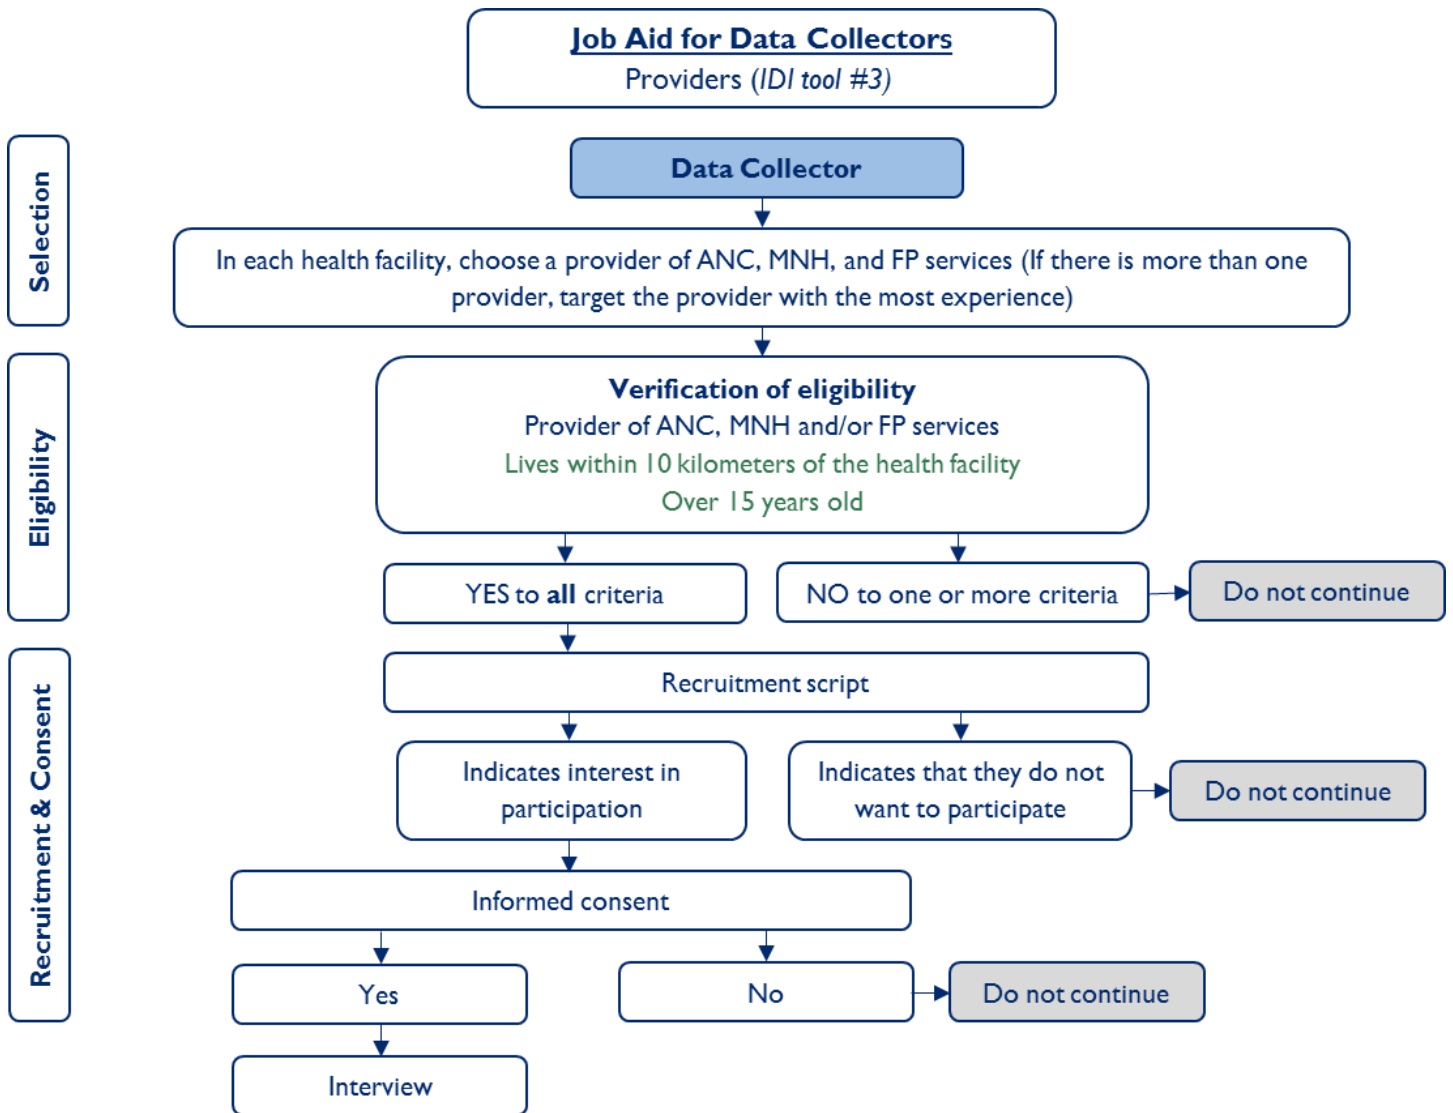 Job Aid for Data Collectors
Providers (IDI tool #3)
Selection
Data Collector
In each health facility, choose a provider of ANC, MNH, and FP services (If there is more than one
provider, target the provider with the most experience)
Eligibility
Verification of eligibility
Provider of ANC, MNH and/or FP services
Lives within 10 kilometers of the health facility
Over 15 years old
YES to all criteria
NO to one or more criteria
Do not continue
Recruitment & Consent
Recruitment script
Indicates interest in
participation
Indicates that they do not
want to participate
Do not continue
Informed consent
Yes
No
Do not continue
Interview